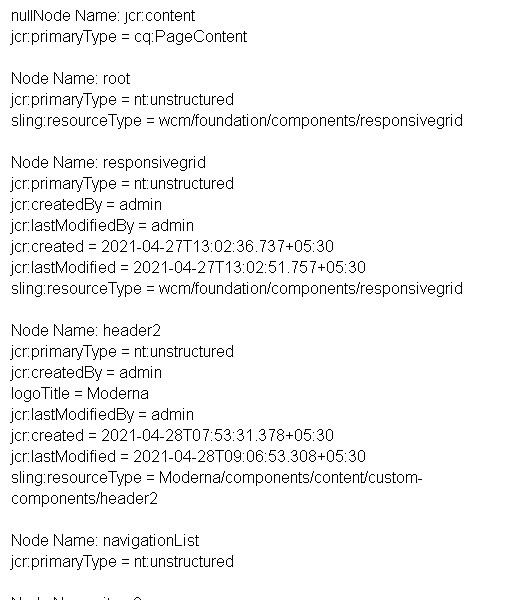 nullNode Name: jcr:content
jcr:primaryType = cq:PageContent
Node Name: root
jcr:primaryType = nt:unstructured
sling:resourceType = wcm/foundation/components/responsivegrid
Node Name: responsivegrid
jcr:primaryType = nt:unstructured
jcr:createdBy = admin
jcr:lastModifiedBy = admin
jcr:created = 2021-04-27T13:02:36.737+05:30
jcr:lastModified = 2021-04-27T13:02:51.757+05:30
sling:resourceType = wcm/foundation/components/responsivegrid
Node Name: header2
jcr:primaryType = nt:unstructured
jcr:createdBy = admin
logoTitle = Moderna
jcr:lastModifiedBy = admin
jcr:created = 2021-04-28T07:53:31.378+05:30
jcr:lastModified = 2021-04-28T09:06:53.308+05:30
sling:resourceType = Moderna/components/content/custom-
components/header2
Node Name: navigationList
jcr:primaryType = nt:unstructured